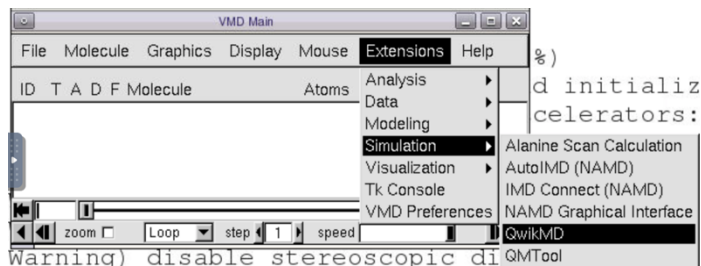 VMD Main
File Molecule Graphics Display Mouse Extensions Help
%)
ID T A D F Molecule Atoms
d initializ
celerators:
Analysis
Data
Modeling
Simulation
Visualization
Tk Console
VMD Preferences
Alanine Scan Calculation
AutoIMD (NAMD)
IMD Connect (NAMD)
NAMD Graphical Interface
QwikMD
QMTool
zoom Loop step 1 speed
Warning) disable stereoscopic di